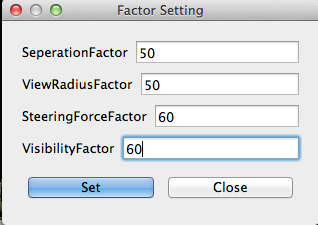 Factor Setting
SeperationFactor 50
ViewRadiusFactor 50
SteeringForceFactor 60
VisibilityFactor 60
Set Close